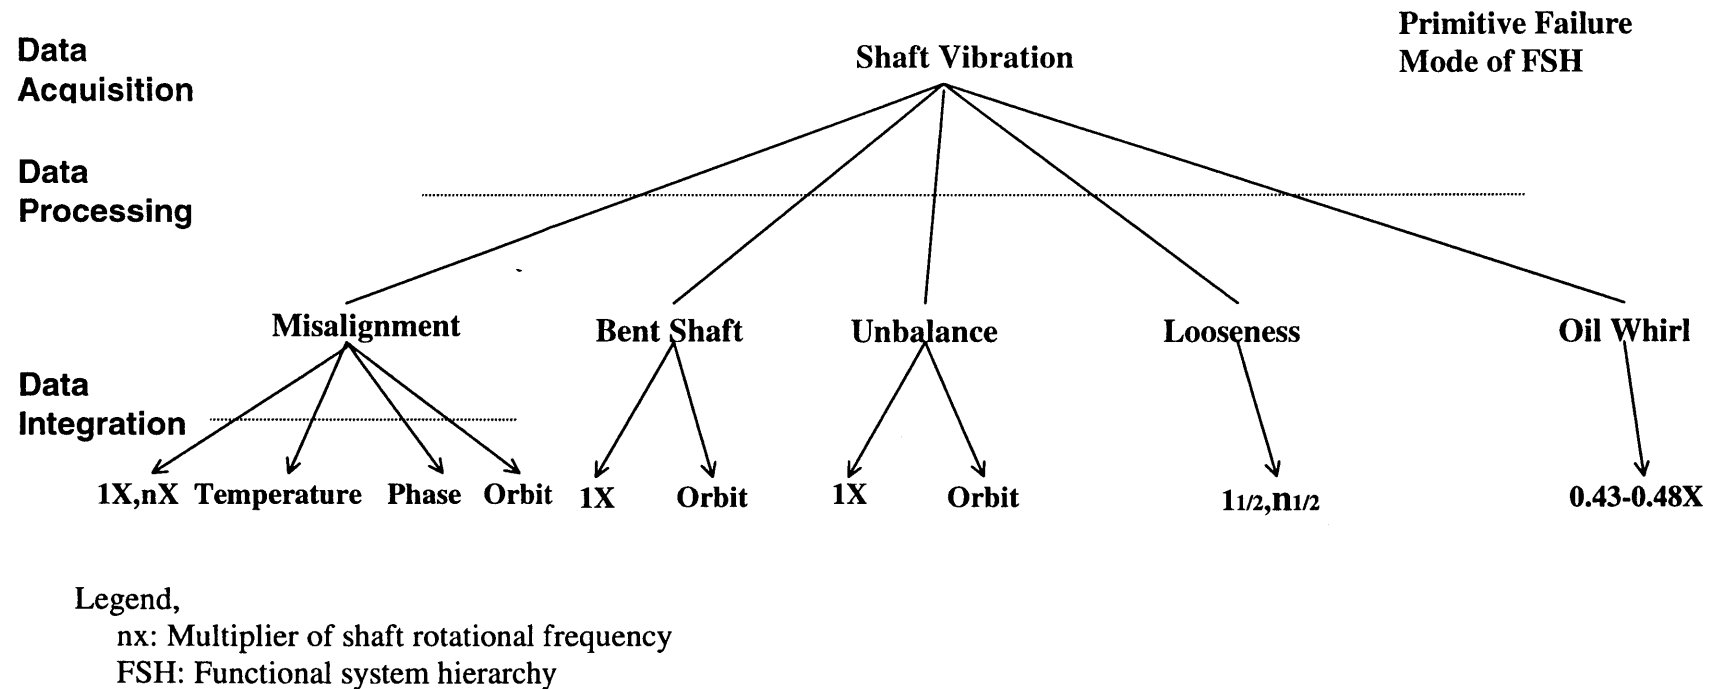 Primitive Failure
Mode of FSH
Data
Acquisition
Shaft Vibration
Data
Processing
Misalignment
Bent Shaft
Unbalance
Looseness
Oil Whirl
Data
Integration
1X,nX Temperature Phase Orbit 1X Orbit 1X Orbit 11/2,n1/2 0.43-0.48X
Legend,
nx: Multiplier of shaft rotational frequency
FSH: Functional system hierarchy